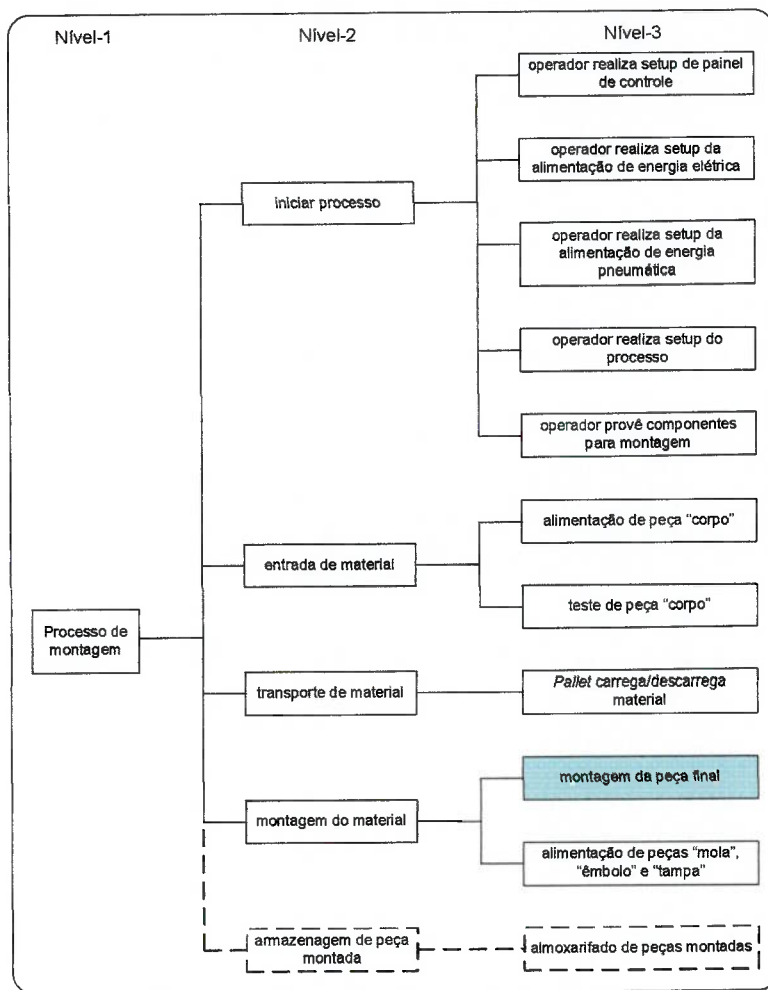 Nível-1
Nível-2
Nível-3
operador realiza setup de painel
de controle
operador realiza setup da
alimentação de energia elétrica
iniciar processo
operador realiza setup da
alimentação de energia
pneumática
operador realiza setup do
processo
operador provê componentes
para montagem
alimentação de peça “corpo”
entrada de material
teste de peça “corpo”
Processo de
montagem
transporte de material
Pallet carrega/descarrega
material
montagem da peça final
montagem do material
alimentação de peças “mola”,
“êmbolo” e “tampa”
armazenagem de peça
montada
almoxarifado de peças montadas